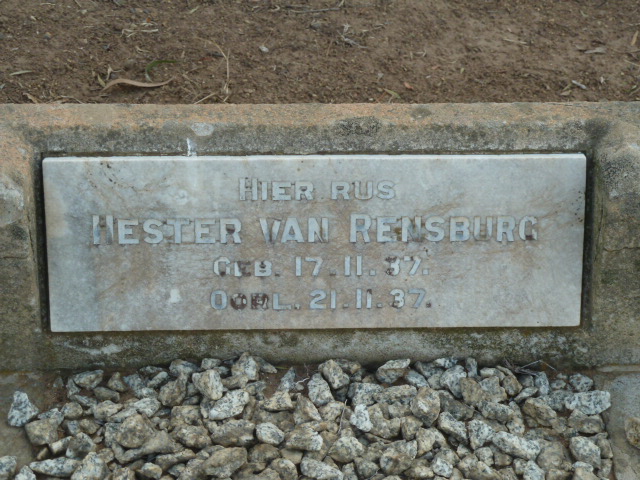 HIER RUS
HESTER VAN RENSBURG
GEB. 17.11.37.
OORL. 21.11.37.